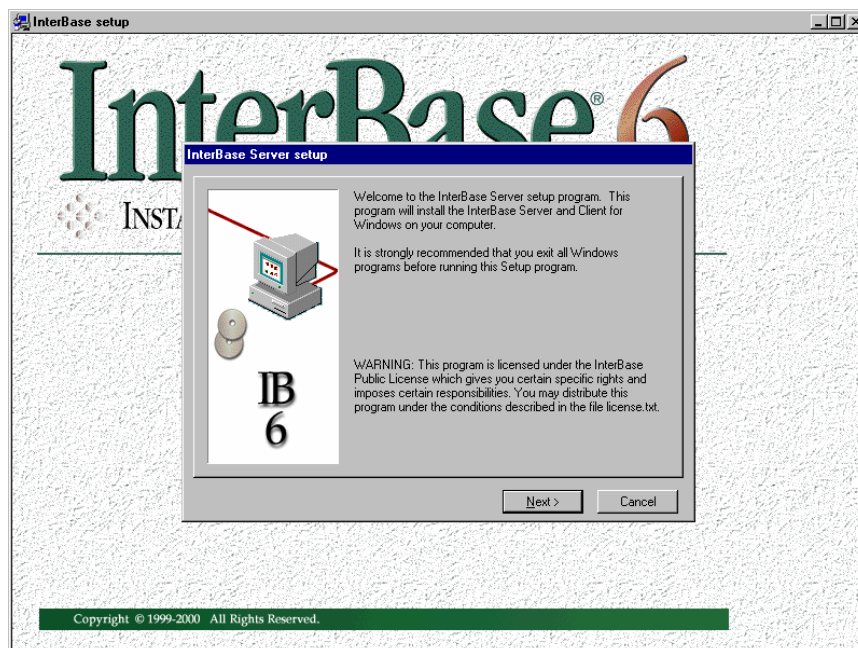 InterBase setup
InterBase® 6
INSTA
InterBase Server setup
Welcome to the InterBase Server setup program. This
program will install the InterBase Server and Client for
Windows on your computer.
It is strongly recommended that you exit all Windows
programs before running this Setup program.
WARNING: This program is licensed under the InterBase
Public License which gives you certain specific rights and
imposes certain responsibilities. You may distribute this
program under the conditions described in the file license.txt.
IB
6
Next >
Cancel
Copyright © 1999-2000 All Rights Reserved.